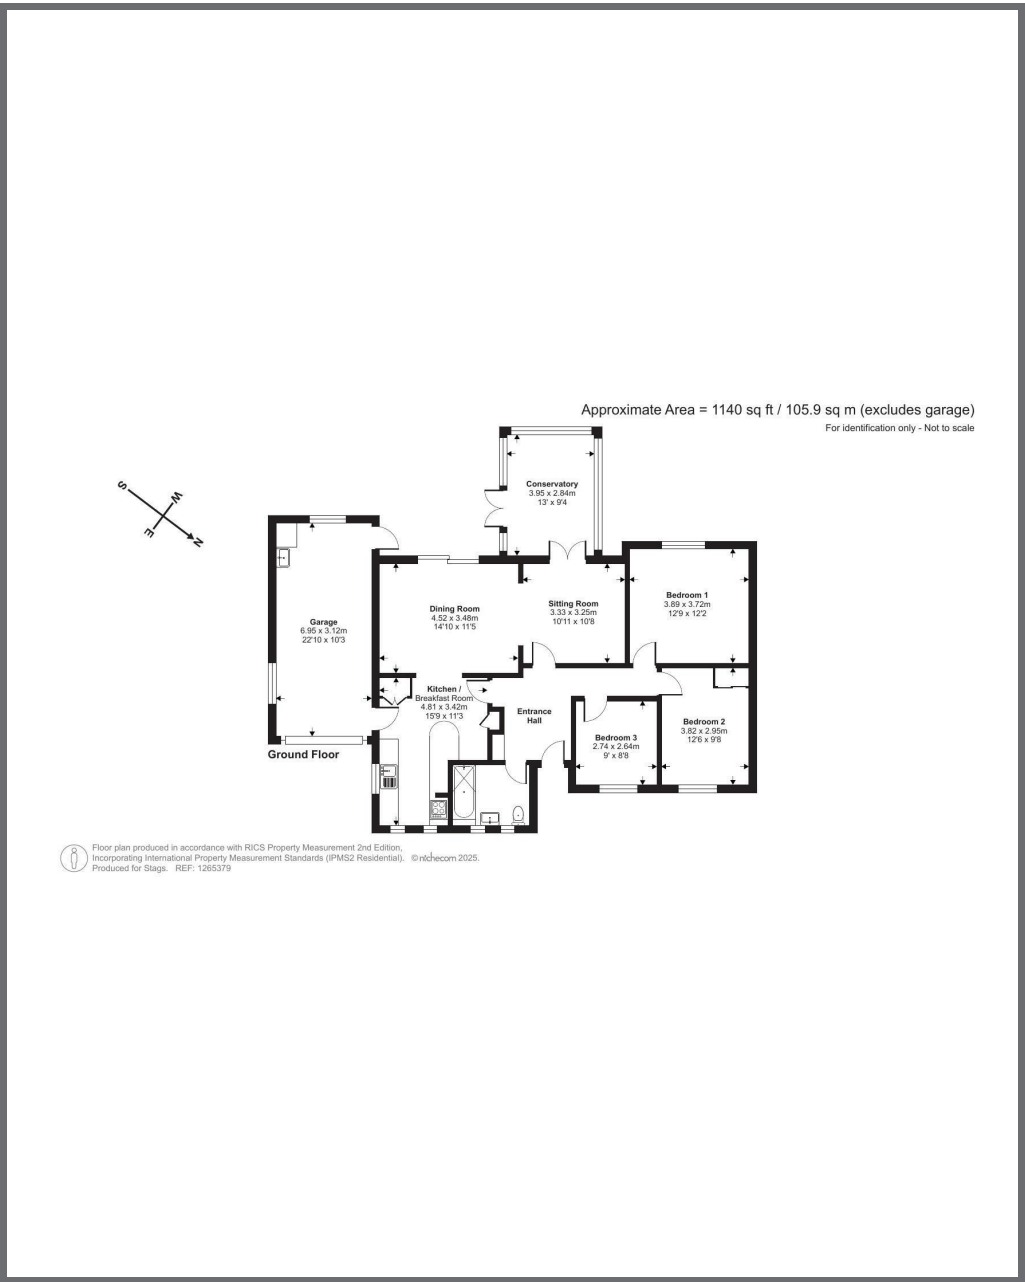 Approximate Area = 1140 sq ft / 105.9 sq m (excludes garage)
For identification only - Not to scale
S
W
E
N
Conservatory
3.95 x 2.84m
13' x 9'4
Bedroom 1
3.89 x 3.72m
12'9 x 12'2
Sitting Room
3.33 x 3.25m
10'11 x 10'8
Dining Room
4.52 x 3.48m
14'10 x 11'5
Garage
6.95 x 3.12m
22'10 x 10'3
Kitchen /
Breakfast Room
4.81 x 3.42m
15'9 x 11'3
Entrance
Hall
Bedroom 2
3.82 x 2.95m
12'6 x 9'8
Bedroom 3
2.74 x 2.64m
9' x 8'8
Ground Floor
Floor plan produced in accordance with RICS Property Measurement 2nd Edition,
Incorporating International Property Measurement Standards (IPMS2 Residential). © ntchecom 2025.
Produced for Stags. REF: 1265379